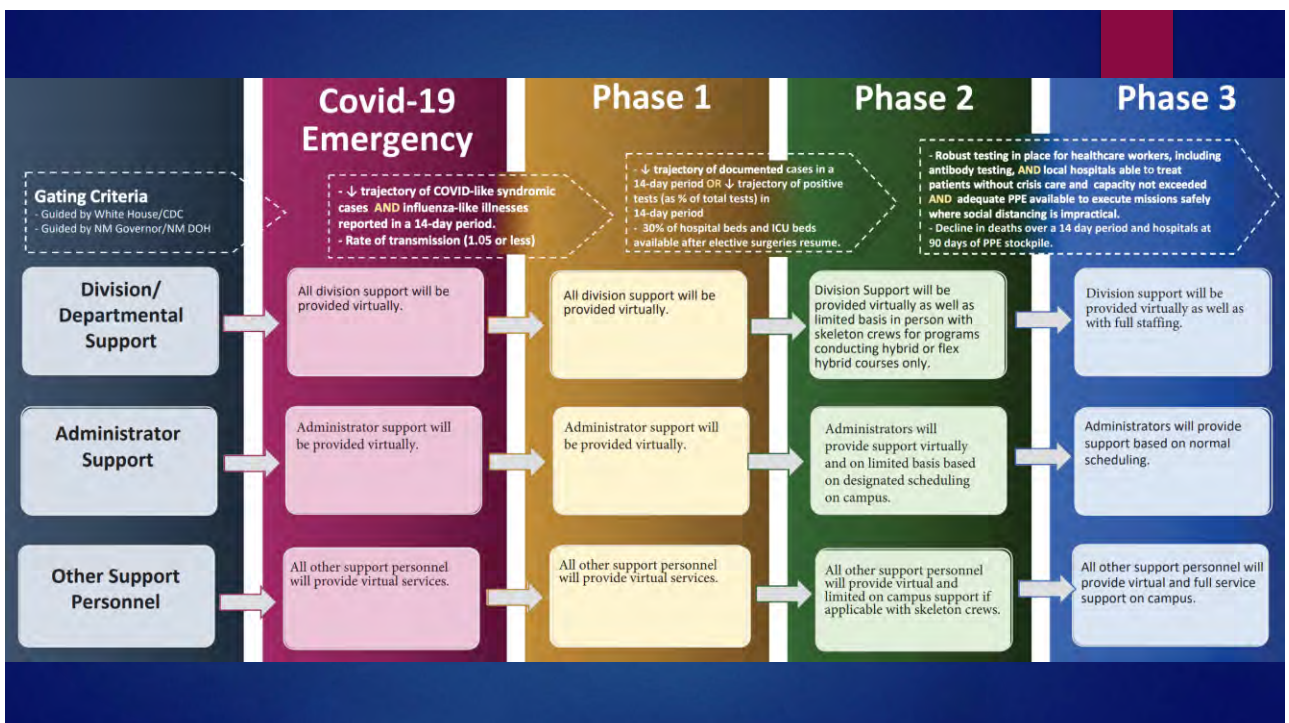 Covid-19
Emergency
Phase 1
Phase 2
Phase 3
Gating Criteria
- Guided by White House/CDC
- Guided by NM Governor/NM DOH
- ↓ trajectory of COVID-like syndromic
cases AND influenza-like illnesses
reported in a 14-day period.
- Rate of transmission (1.05 or less)
- ↓ trajectory of documented cases in a
14-day period OR ↓ trajectory of positive
tests (as % of total tests) in
14-day period
- 30% of hospital beds and ICU beds
available after elective surgeries resume.
- Robust testing in place for healthcare workers, including
antibody testing, AND local hospitals able to treat
patients without crisis care and capacity not exceeded
AND adequate PPE available to execute missions safely
where social distancing is impractical.
- Decline in deaths over a 14 day period and hospitals at
90 days of PPE stockpile.
Division/
Departmental
Support
All division support will be
provided virtually.
All division support will be
provided virtually.
Division Support will be
provided virtually as well as
limited basis in person with
skeleton crews for programs
conducting hybrid or flex
hybrid courses only.
Division support will be
provided virtually as well as
with full staffing.
Administrator
Support
Administrator support will
be provided virtually.
Administrator support will
be provided virtually.
Administrators will
provide support virtually
and on limited basis based
on designated scheduling
on campus.
Administrators will provide
support based on normal
scheduling.
Other Support
Personnel
All other support personnel
will provide virtual services.
All other support personnel
will provide virtual services.
All other support personnel
will provide virtual and
limited on campus support if
applicable with skeleton crews.
All other support personnel will
provide virtual and full service
support on campus.